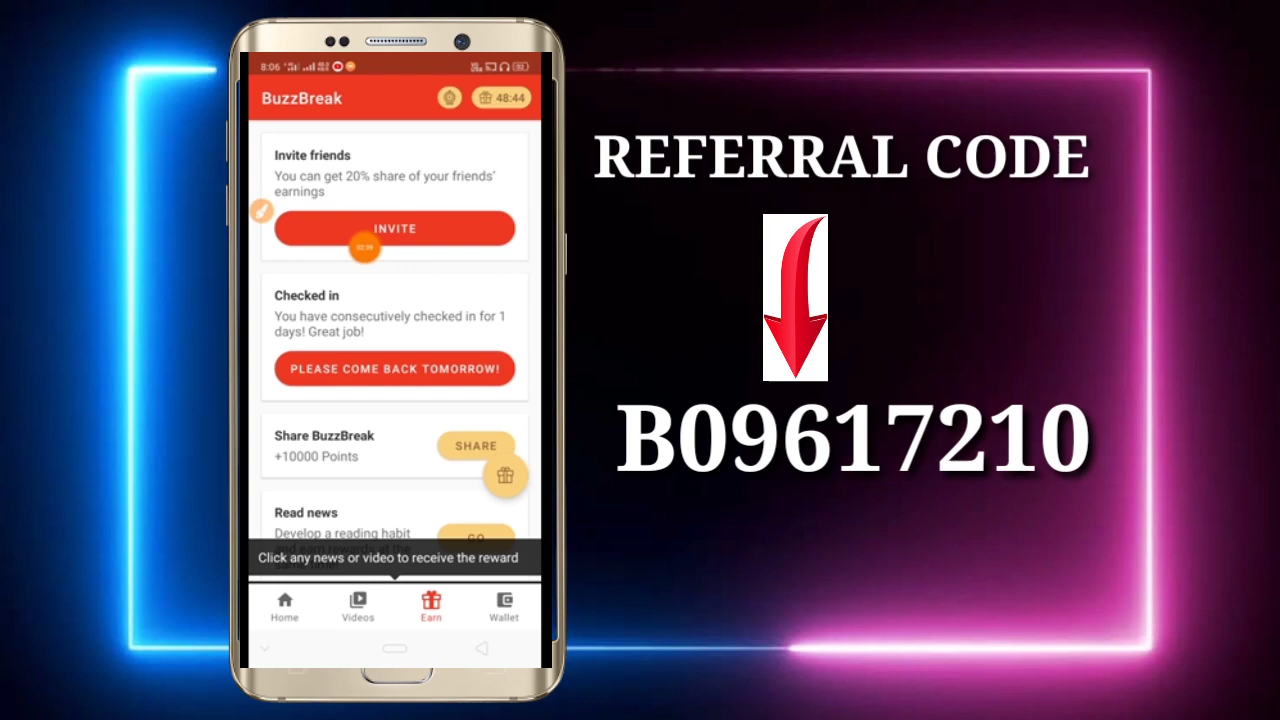 8:06
BuzzBreak
48:44
Invite friends
You can get 20% share of your friends'
earnings
INVITE
02:39
Checked in
You have consecutively checked in for 1
days! Great job!
PLEASE COME BACK TOMORROW!
Share BuzzBreak
+10000 Points
SHARE
Read news
Develop a reading habit
GO
Click any news or video to receive the reward
Home
Videos
Earn
Wallet
REFERRAL CODE
B09617210